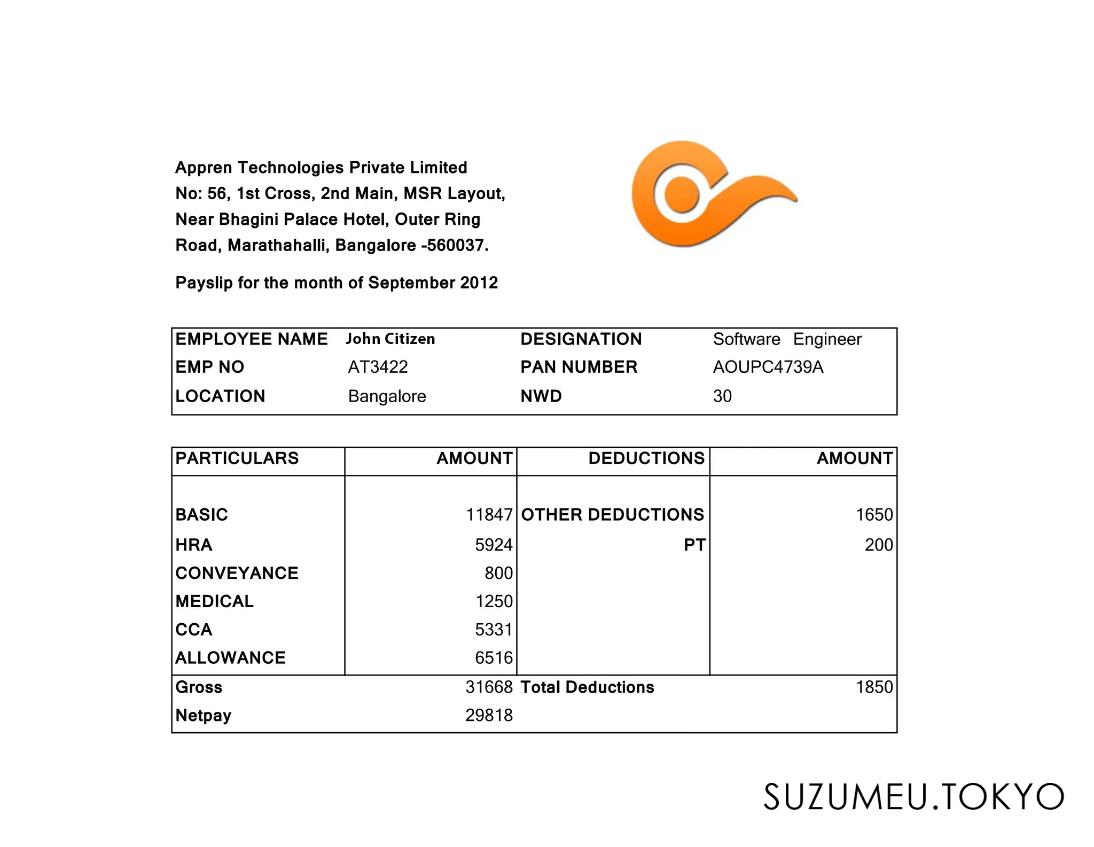 Appren Technologies Private Limited
No: 56, 1st Cross, 2nd Main, MSR Layout,
Near Bhagini Palace Hotel, Outer Ring
Road, Marathahalli, Bangalore -560037.
Payslip for the month of September 2012
EMPLOYEE NAME John Citizen DESIGNATION Software Engineer
EMP NO AT3422 PAN NUMBER AOUPC4739A
LOCATION Bangalore NWD 30
PARTICULARS AMOUNT DEDUCTIONS AMOUNT
BASIC 11847 OTHER DEDUCTIONS 1650
HRA 5924 PT 200
CONVEYANCE 800
MEDICAL 1250
CCA 5331
ALLOWANCE 6516
Gross 31668 Total Deductions 1850
Netpay 29818
SUZUMEU.TOKYO